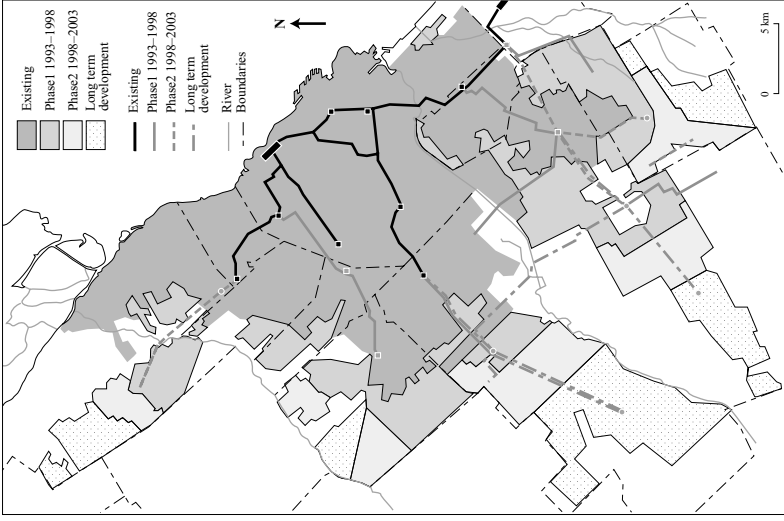 Existing
Phase1 1993–1998
Phase2 1998–2003
Long term
development
Existing
Phase1 1993–1998
Phase2 1998–2003
Long term
development
River
Boundaries
N
0
5 km